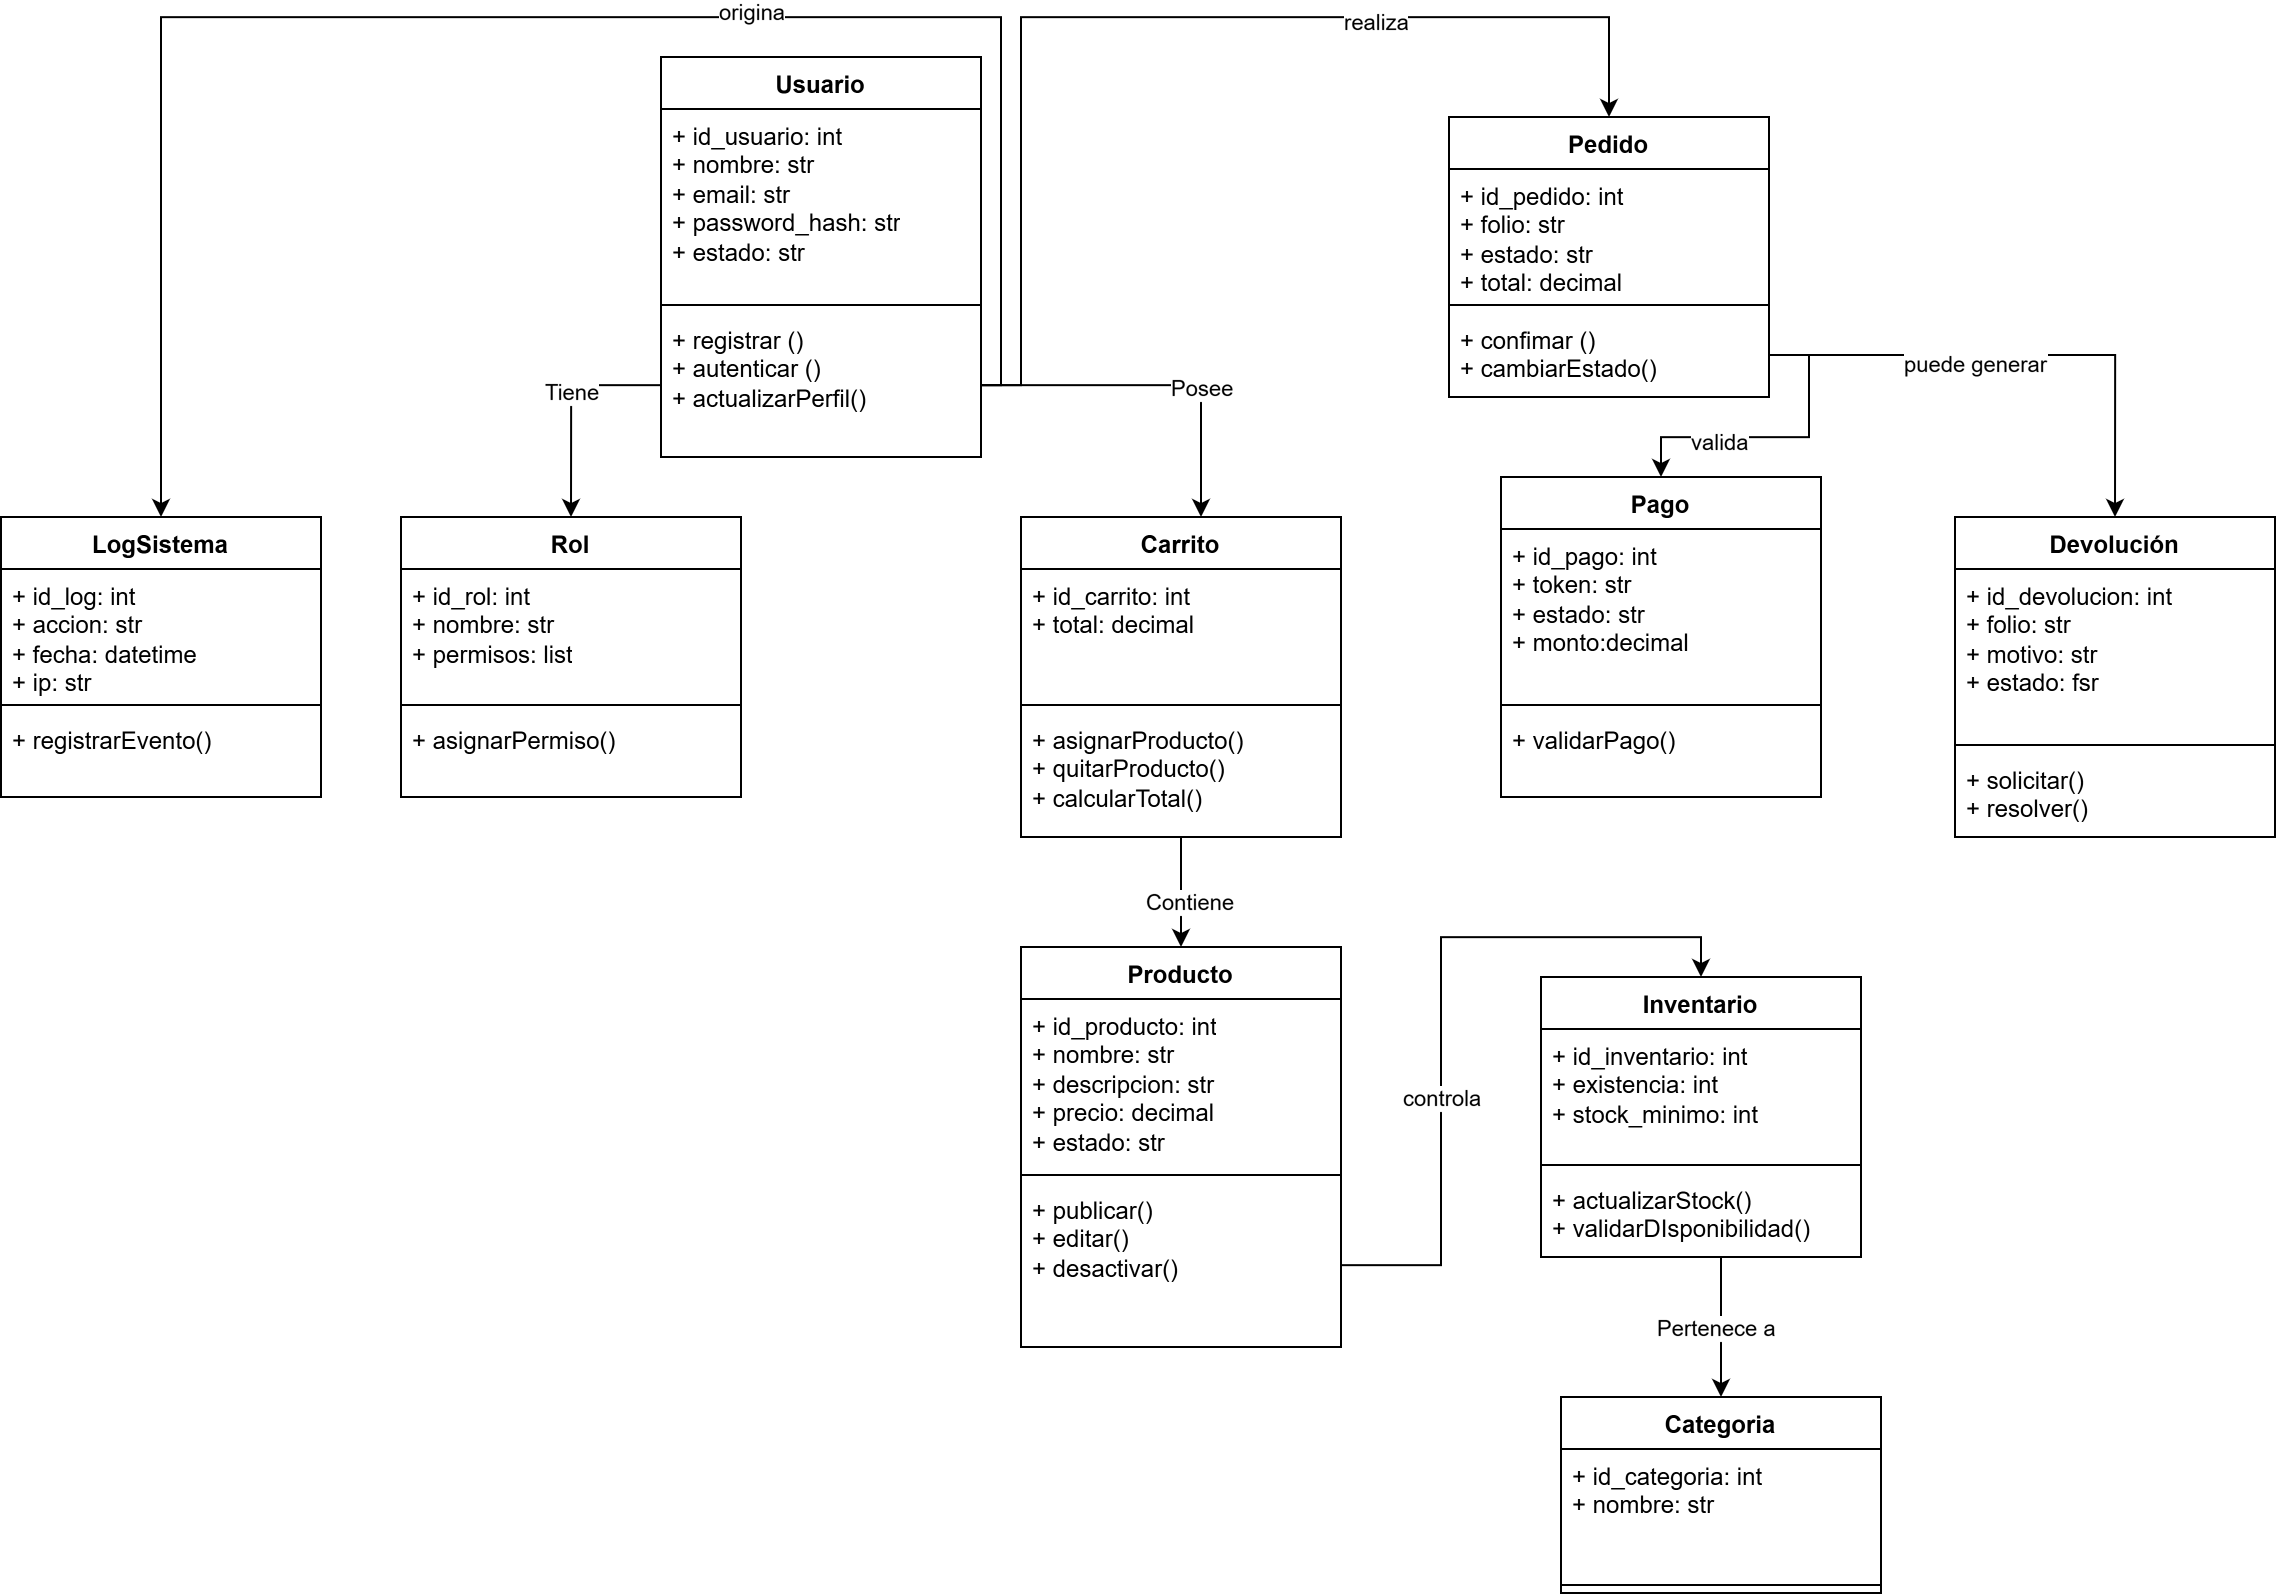 origina
realiza
Usuario
+ id_usuario: int
+ nombre: str
+ email: str
+ password_hash: str
+ estado: str
+ registrar ()
+ autenticar ()
+ actualizarPerfil()
Pedido
+ id_pedido: int
+ folio: str
+ estado: str
+ total: decimal
+ confimar ()
+ cambiarEstado()
Tiene
Posee
puede generar
valida
LogSistema
+ id_log: int
+ accion: str
+ fecha: datetime
+ ip: str
+ registrarEvento()
Rol
+ id_rol: int
+ nombre: str
+ permisos: list
+ asignarPermiso()
Carrito
+ id_carrito: int
+ total: decimal
+ asignarProducto()
+ quitarProducto()
+ calcularTotal()
Pago
+ id_pago: int
+ token: str
+ estado: str
+ monto:decimal
+ validarPago()
Devolución
+ id_devolucion: int
+ folio: str
+ motivo: str
+ estado: fsr
+ solicitar()
+ resolver()
Contiene
Producto
+ id_producto: int
+ nombre: str
+ descripcion: str
+ precio: decimal
+ estado: str
+ publicar()
+ editar()
+ desactivar()
controla
Inventario
+ id_inventario: int
+ existencia: int
+ stock_minimo: int
+ actualizarStock()
+ validarDIsponibilidad()
Pertenece a
Categoria
+ id_categoria: int
+ nombre: str